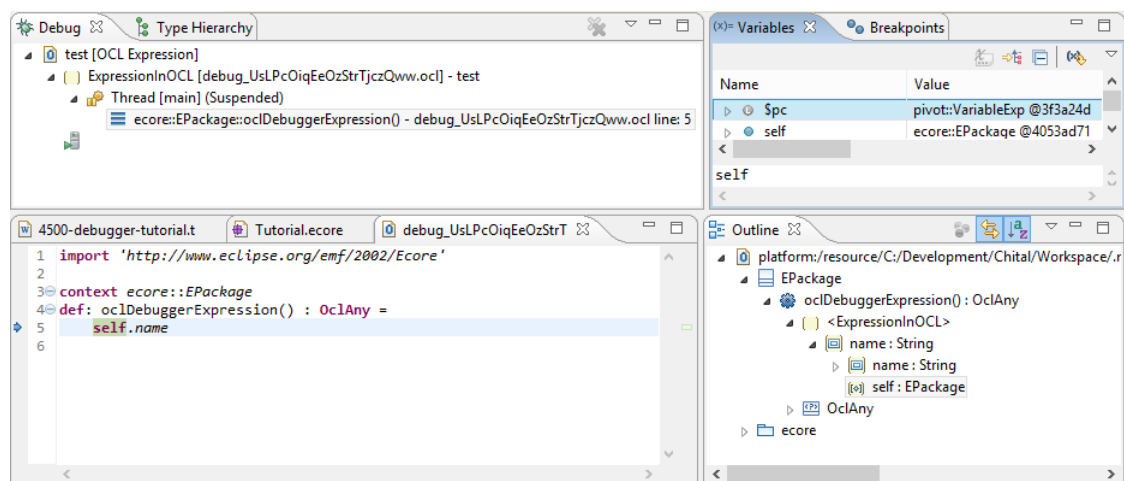 Debug
Type Hierarchy
test [OCL Expression]
ExpressionInOCL [debug_UsLPcOiqEeOzStrTjczQww.ocl] - test
Thread [main] (Suspended)
ecore::EPackage::oclDebuggerExpression() - debug_UsLPcOiqEeOzStrTjczQww.ocl line: 5
(x)= Variables
Breakpoints
Name Value
$pc pivot::VariableExp @3f3a24d
self ecore::EPackage @4053ad71
self
4500-debugger-tutorial.t
Tutorial.ecore
debug_UsLPcOiqEeOzStrT
1 import 'http://www.eclipse.org/emf/2002/Ecore'
2
3 context ecore::EPackage
4 def: oclDebuggerExpression() : OclAny =
5 self.name
6
Outline
platform:/resource/C:/Development/Chital/Workspace/.r
EPackage
oclDebuggerExpression() : OclAny
<ExpressionInOCL>
name : String
name : String
self : EPackage
OclAny
ecore